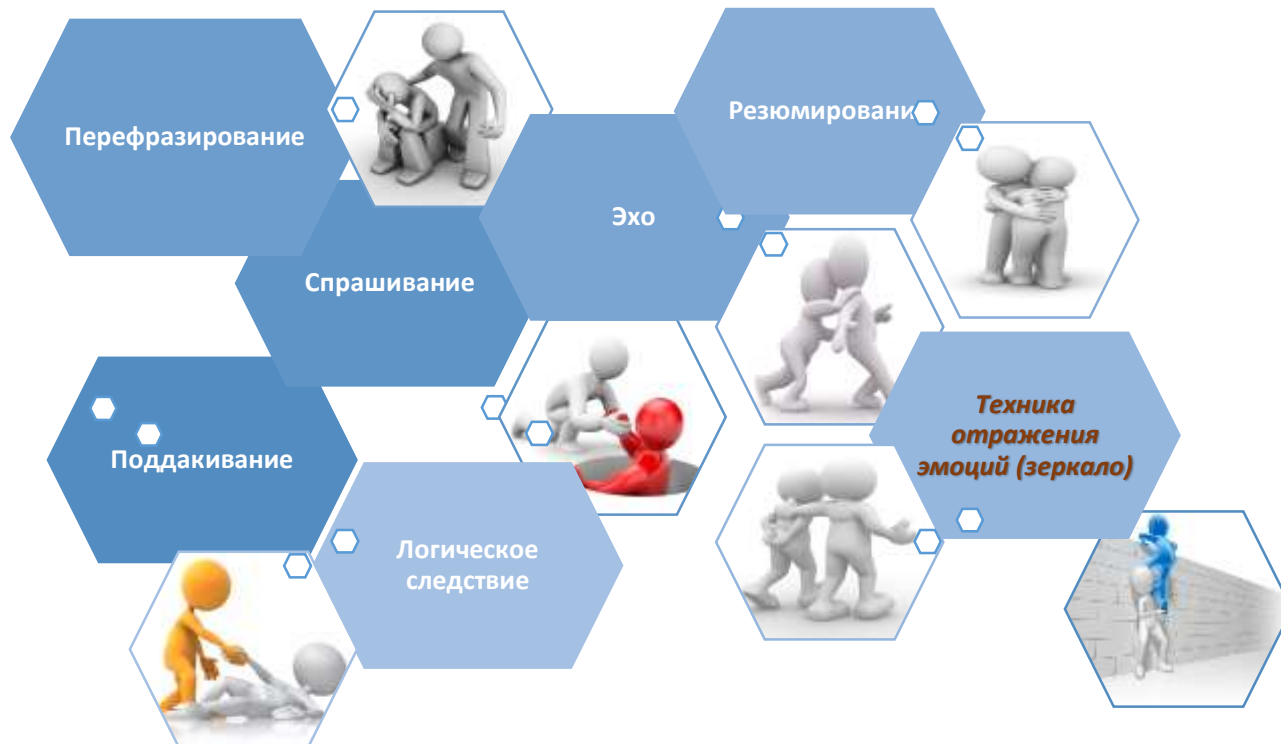 Перефразирование
Резюмировани
Эхо
Спрашивание
Техника
отражения
эмоций (зеркало)
Поддакивание
Логическое
следствие